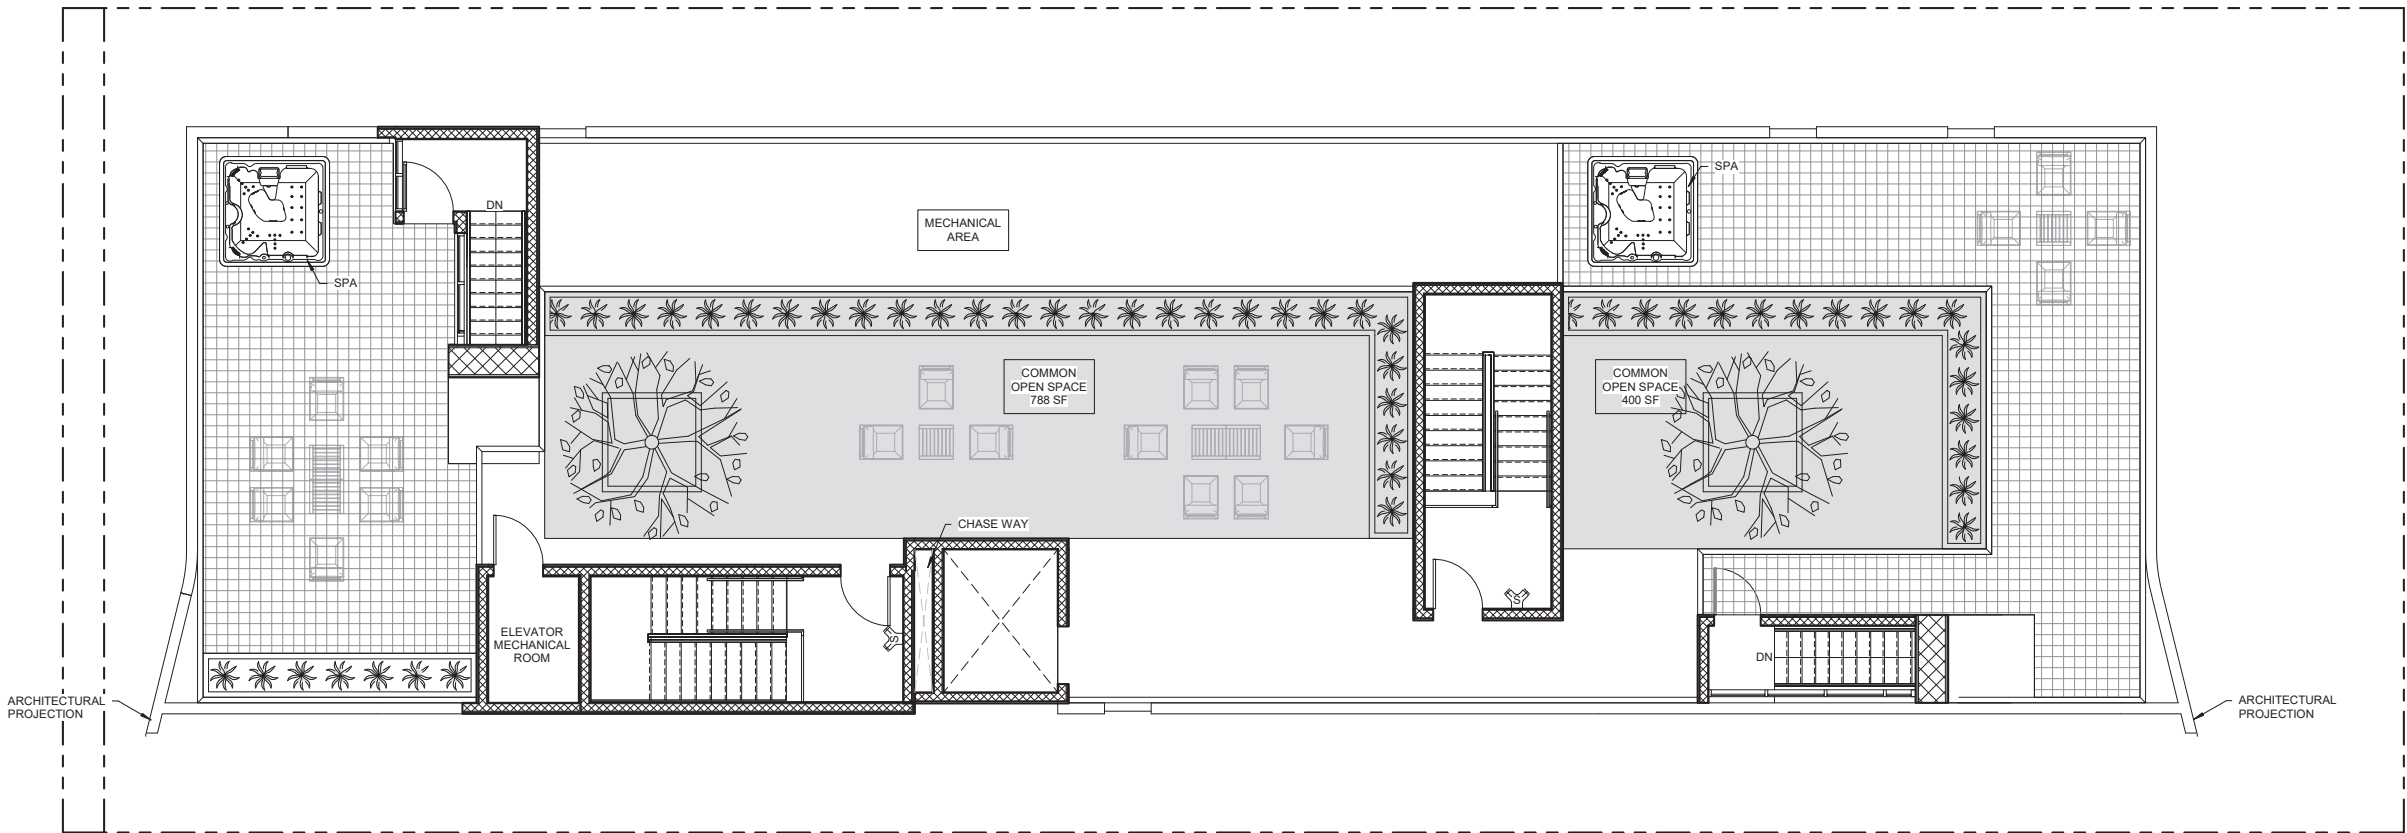 SPA
DN
MECHANICAL
AREA
SPA
COMMON
OPEN SPACE
788 SF
COMMON
OPEN SPACE
400 SF
CHASE WAY
S
ELEVATOR
MECHANICAL
ROOM
S
DN
ARCHITECTURAL
PROJECTION
ARCHITECTURAL
PROJECTION